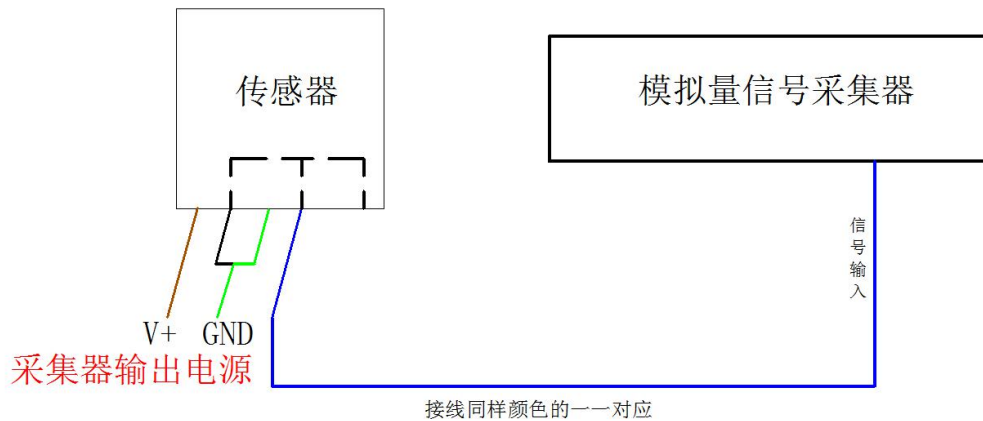 传感器
模拟量信号采集器
信号输入
V+ GND
采集器输出电源
接线同样颜色的一一对应